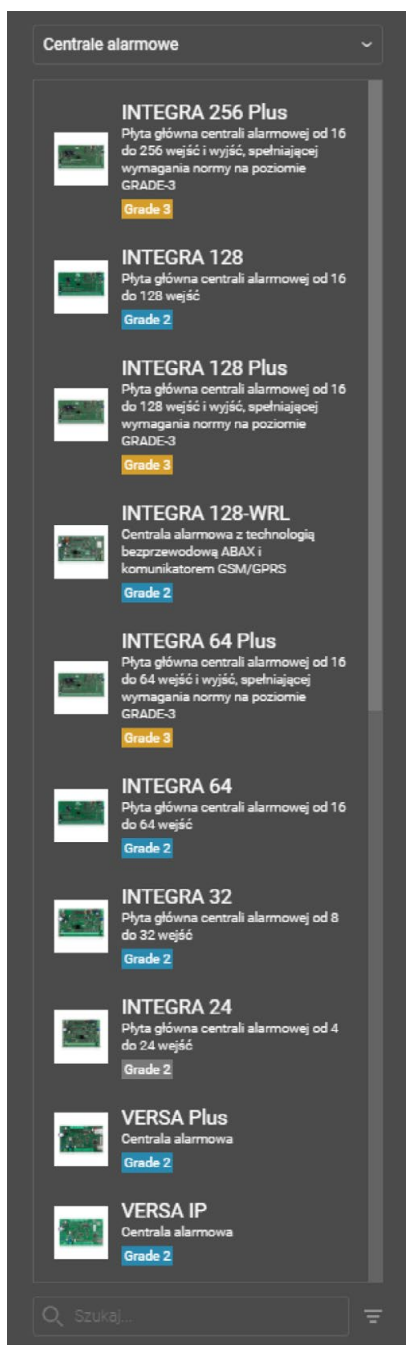 Centrale alarmowe
INTEGRA 256 Plus
Płyta główna centrali alarmowej od 16
do 256 wejść i wyjść, spełniającej
wymagania normy na poziomie
GRADE-3
Grade 3
INTEGRA 128
Płyta główna centrali alarmowej od 16
do 128 wejść
Grade 2
INTEGRA 128 Plus
Płyta główna centrali alarmowej od 16
do 128 wejść i wyjść, spełniającej
wymagania normy na poziomie
GRADE-3
Grade 3
INTEGRA 128-WRL
Centrala alarmowa z technologią
bezprzewodową ABAX i
komunikatorem GSM/GPRS
Grade 2
INTEGRA 64 Plus
Płyta główna centrali alarmowej od 16
do 64 wejść i wyjść, spełniającej
wymagania normy na poziomie
GRADE-3
Grade 3
INTEGRA 64
Płyta główna centrali alarmowej od 16
do 64 wejść
Grade 2
INTEGRA 32
Płyta główna centrali alarmowej od 8
do 32 wejść
Grade 2
INTEGRA 24
Płyta główna centrali alarmowej od 4
do 24 wejść
Grade 2
VERSA Plus
Centrala alarmowa
Grade 2
VERSA IP
Centrala alarmowa
Grade 2
Szukaj...